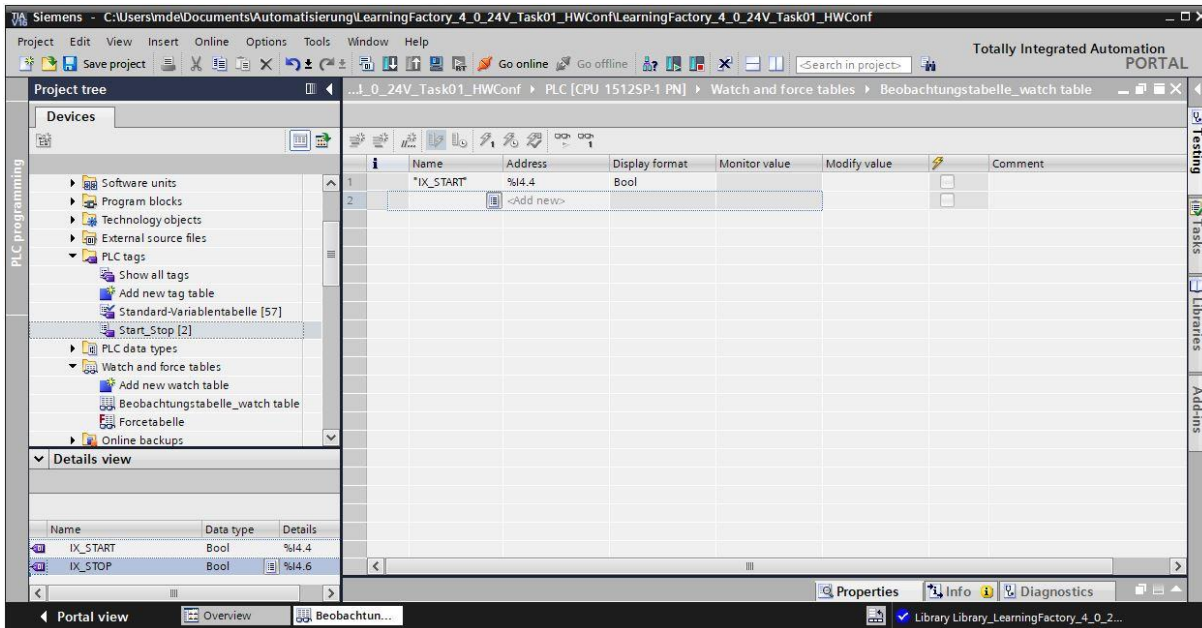 Siemens - C:\Users\mde\Documents\Automatisierung\LearningFactory_4_0_24V_Task01_HWConf\LearningFactory_4_0_24V_Task01_HWConf
Project Edit View Insert Online Options Tools Window Help
Totally Integrated Automation
PORTAL
Save project Go online Go offline <Search in project>
Project tree
...4_0_24V_Task01_HWConf PLC [CPU 1512SP-1 PN] Watch and force tables Beobachtungstabelle_watch table
Devices
i Name Address Display format Monitor value Modify value Comment
1 "IX_START" %I4.4 Bool
2 <Add new>
PLC programming
Software units
Program blocks
Technology objects
External source files
PLC tags
Show all tags
Add new tag table
Standard-Variablentabelle [57]
Start_Stop [2]
PLC data types
Watch and force tables
Add new watch table
Beobachtungstabelle_watch table
Forcetabelle
Online backups
Details view
Name Data type Details
IX_START Bool %I4.4
IX_STOP Bool %I4.6
Testing
Tasks
Libraries
Add-ins
Properties Info Diagnostics
Portal view Overview Beobachtun... Library Library_LearningFactory_4_0_2...